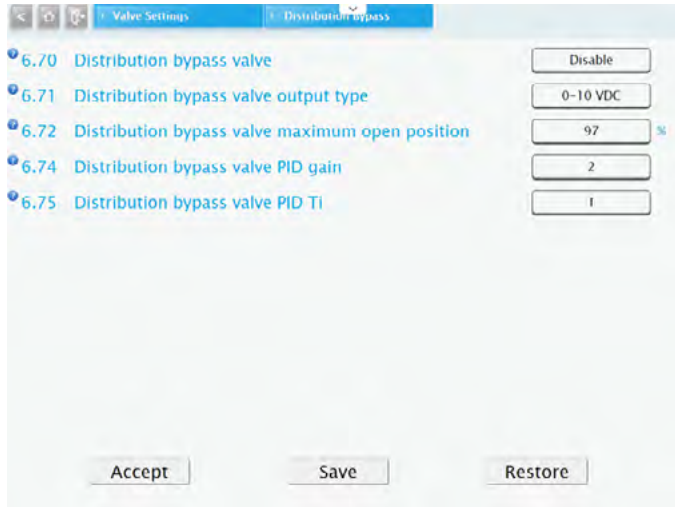 Valve Settings Distribution Bypass
6.70 Distribution bypass valve Disable
6.71 Distribution bypass valve output type 0-10 VDC
6.72 Distribution bypass valve maximum open position 97 %
6.74 Distribution bypass valve PID gain 2
6.75 Distribution bypass valve PID Ti 1
Accept Save Restore